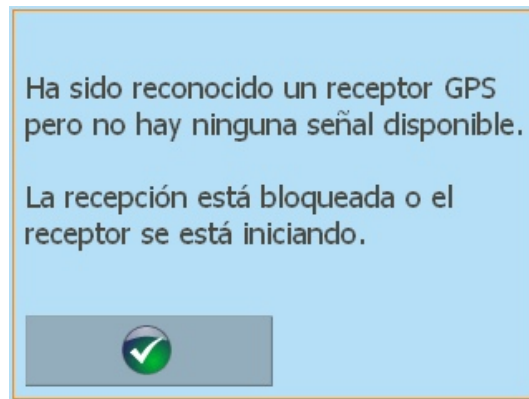 Ha sido reconocido un receptor GPS
pero no hay ninguna señal disponible.
La recepción está bloqueada o el
receptor se está iniciando.